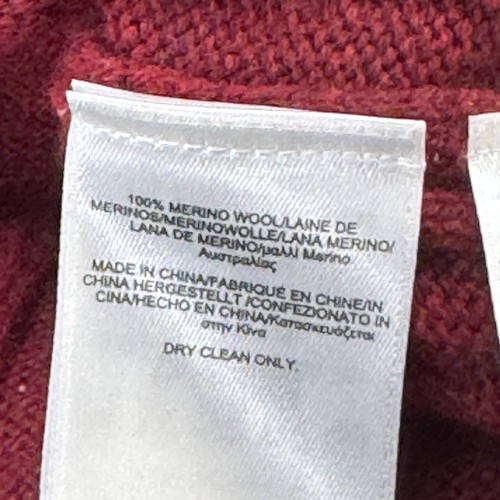 100% MERINO WOOL/LAINE DE
MERINOS/MERINOWOLLE/LANA MERINO/
LANA DE MERINO/μαλλί Merino
Αυστραλίας
MADE IN CHINA/FABRIQUÉ EN CHINE/IN
CHINA HERGESTELLT /CONFEZIONATO IN
CINA/HECHO EN CHINA/Κατασκευάζεται
στην Κίνα
DRY CLEAN ONLY.